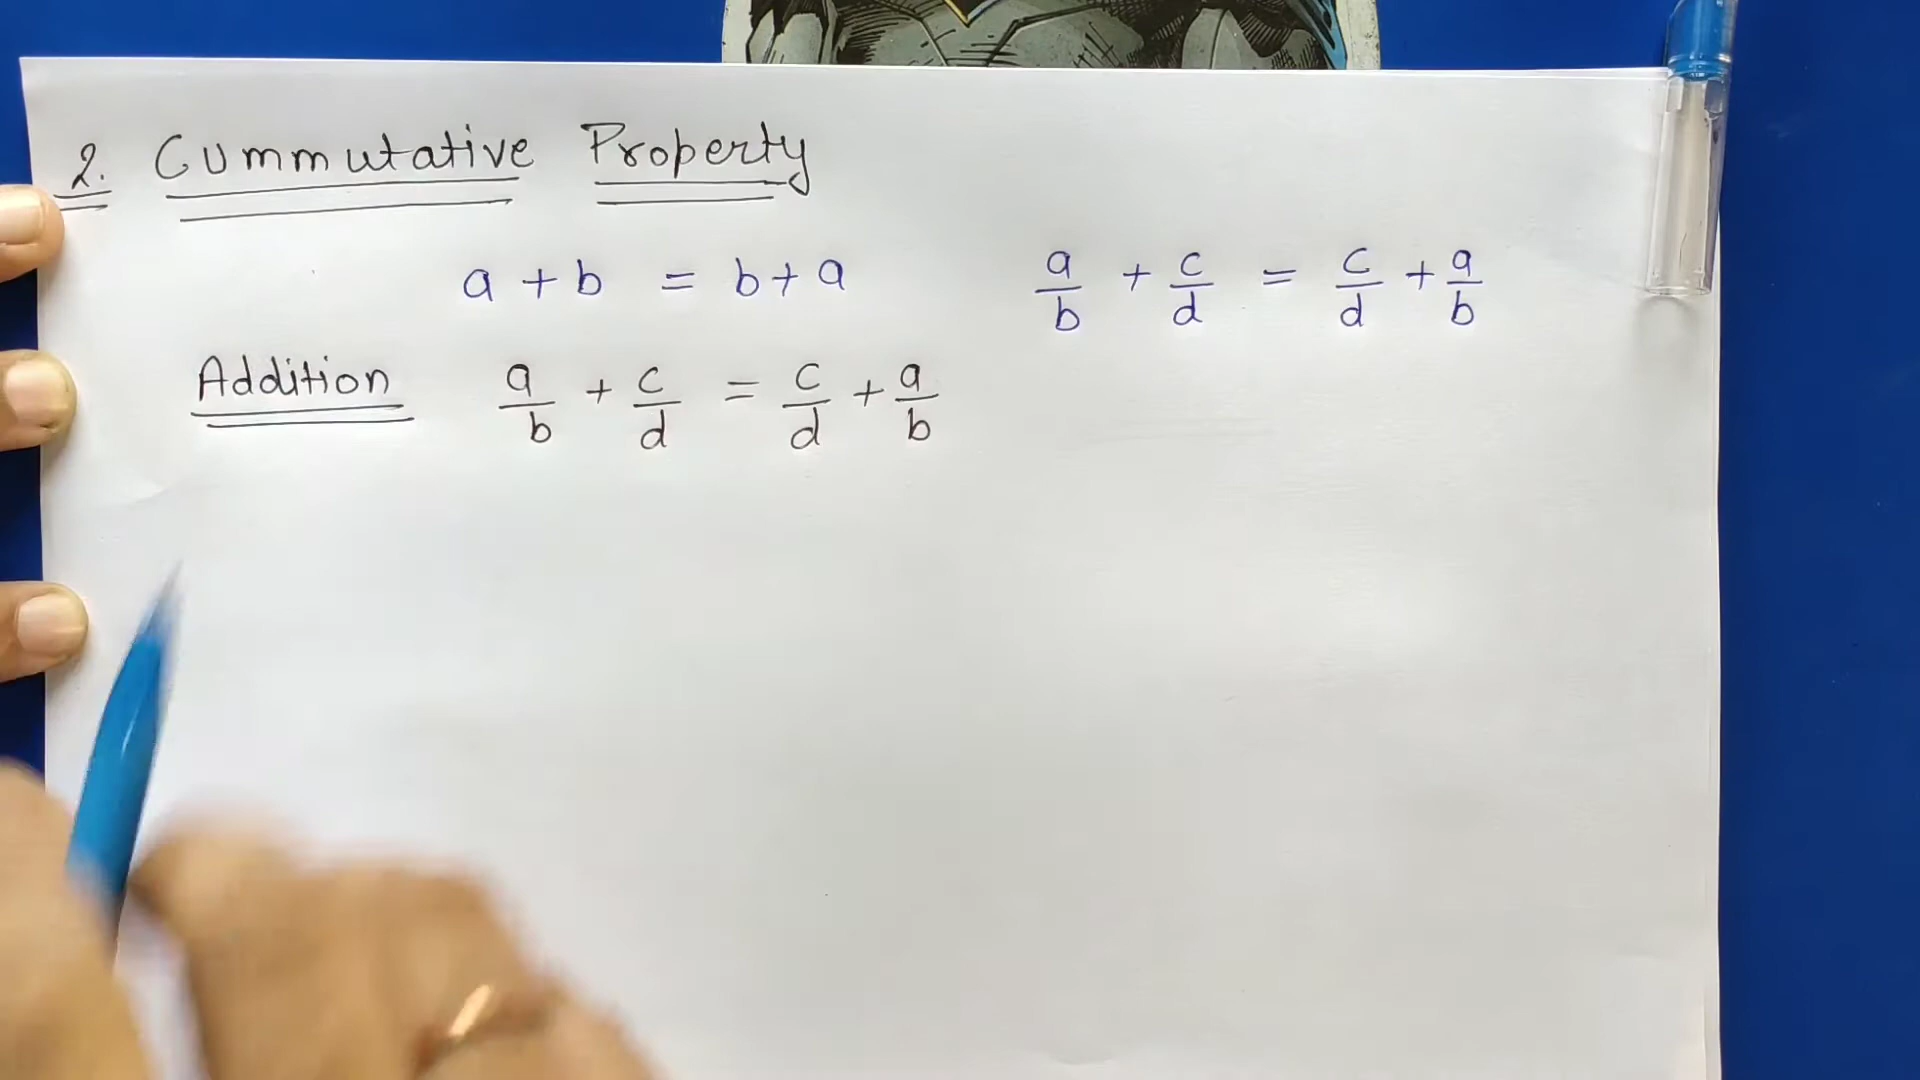 2. Cummutative Property
a + b = b + a    a/b + c/d = c/d + a/b
Addition    a/b + c/d = c/d + a/b